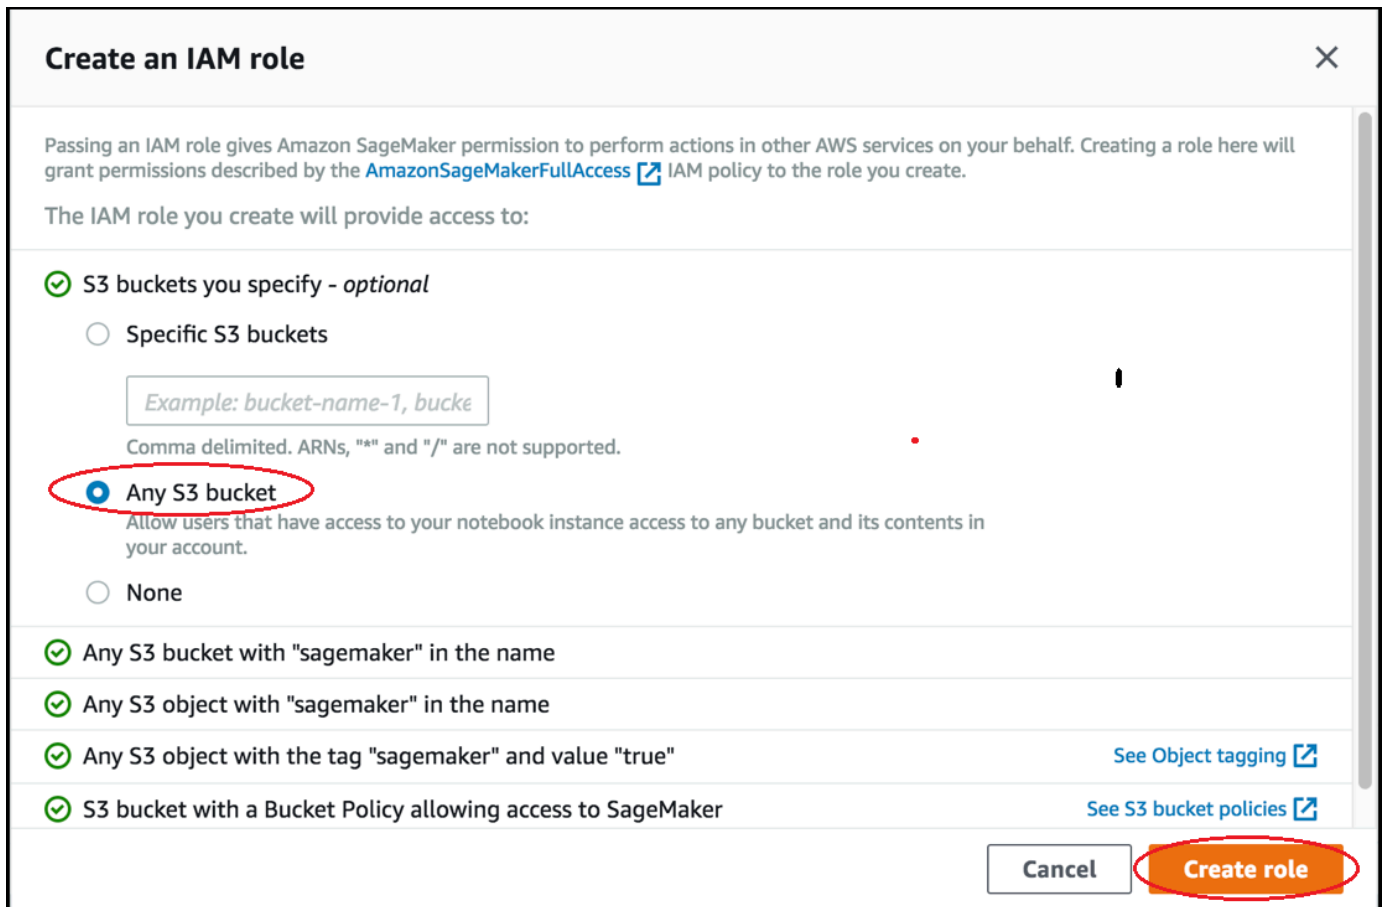 Create an IAM role
Passing an IAM role gives Amazon SageMaker permission to perform actions in other AWS services on your behalf. Creating a role here will
grant permissions described by the AmazonSageMakerFullAccess IAM policy to the role you create.
The IAM role you create will provide access to:
S3 buckets you specify - optional
Specific S3 buckets
Example: bucket-name-1, bucke
Comma delimited. ARNs, "*" and "/" are not supported.
Any S3 bucket
Allow users that have access to your notebook instance access to any bucket and its contents in
your account.
None
Any S3 bucket with "sagemaker" in the name
Any S3 object with "sagemaker" in the name
Any S3 object with the tag "sagemaker" and value "true" See Object tagging
S3 bucket with a Bucket Policy allowing access to SageMaker See S3 bucket policies
Cancel Create role